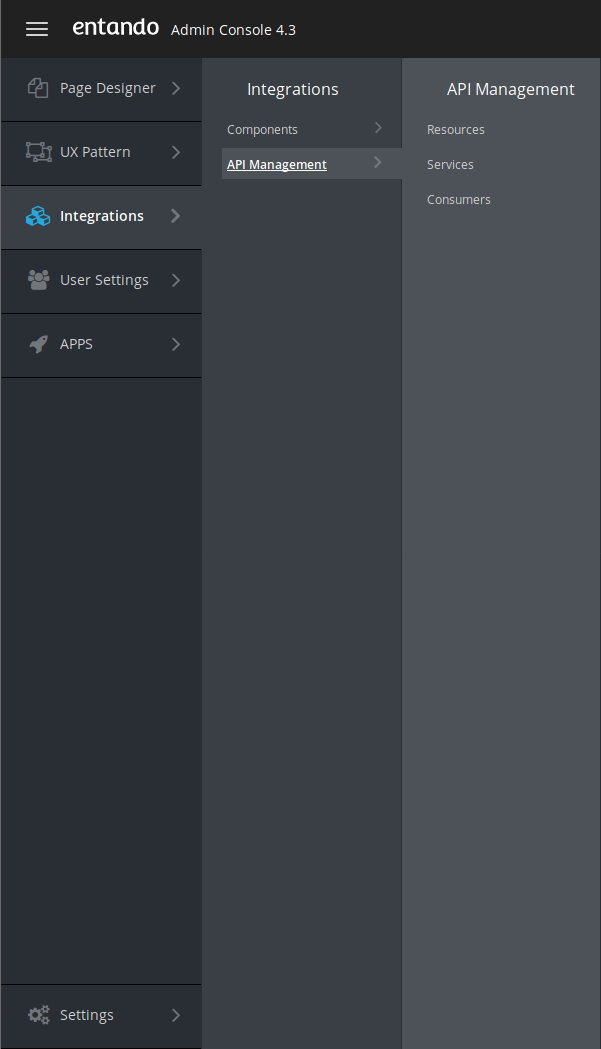 entando Admin Console 4.3
Page Designer
UX Pattern
Integrations
User Settings
APPS
Settings
Integrations
Components
API Management
API Management
Resources
Services
Consumers